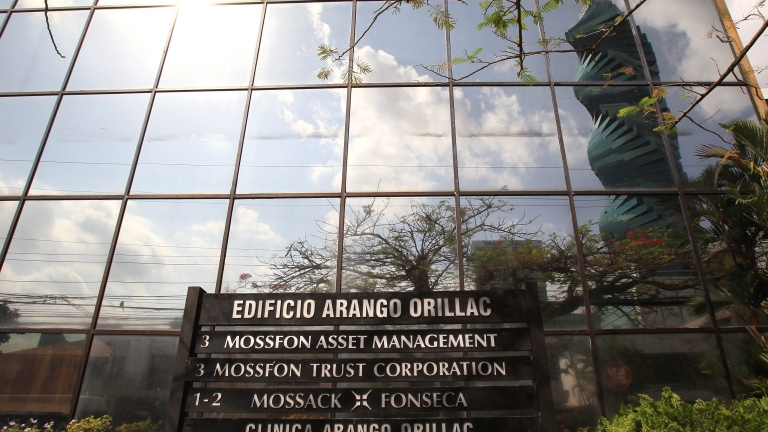 EDIFICIO ARANGO ORILLAC
3 MOSSFON ASSET MANAGEMENT
3 MOSSFON TRUST CORPORATION
1-2 MOSSACK FONSECA
CLINICA ARANGO ORILLAC